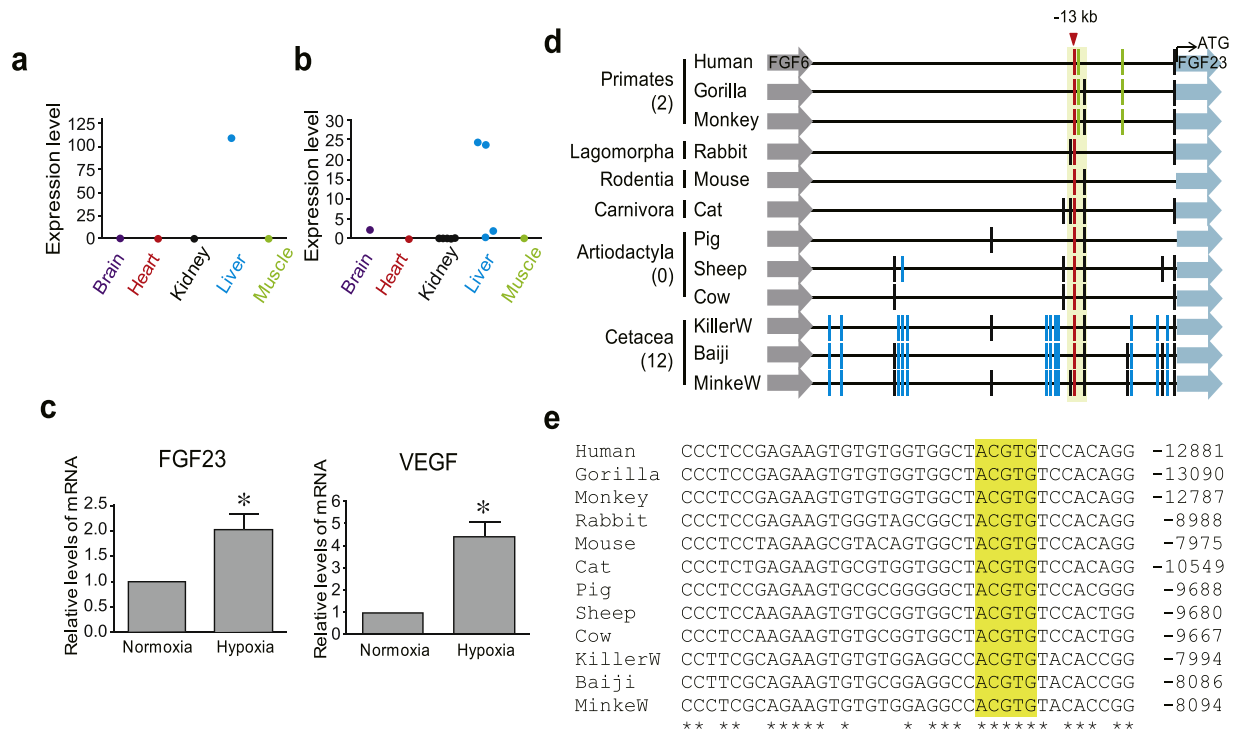 a
Expression level
125
100
75
50
25
0
Brain
Heart
Kidney
Liver
Muscle
b
Expression level
30
25
20
15
10
5
0
Brain
Heart
Kidney
Liver
Muscle
c
FGF23
Relative levels of mRNA
2.5
2.0
1.5
1.0
0.5
0.0
*
Normoxia
Hypoxia
VEGF
Relative levels of mRNA
6
5
4
3
2
1
0
*
Normoxia
Hypoxia
d
-13 kb
ATG
FGF6
FGF23
Primates
(2)
Human
Gorilla
Monkey
Lagomorpha
Rabbit
Rodentia
Mouse
Carnivora
Cat
Artiodactyla
(0)
Pig
Sheep
Cow
Cetacea
(12)
KillerW
Baiji
MinkeW
e
Human CCCTCCGAGAAGTGTGTGGTGGCTACGTGTCCACAGG -12881
Gorilla CCCTCCGAGAAGTGTGTGGTGGCTACGTGTCCACAGG -13090
Monkey CCCTCCGAGAAGTGTGTGGTGGCTACGTGTCCACAGG -12787
Rabbit CCCTCCGAGAAGTGGGTAGCGGCTACGTGTCCACAGG -8988
Mouse CCCTCCTAGAAGCGTACAGTGGCTACGTGTCCACAGG -7975
Cat CCCTCTGAGAAGTGTGCGTGGGCTACGTGTCCACAGG -10549
Pig CCCTCCGAGAAGTGCGCGGGGGCTACGTGTCCACAGG -9688
Sheep CCCTCCAAGAAGTGTGCGGTGGCTACGTGTCCACTGG -9680
Cow CCCTCCAAGAAGTGTGCGGTGGCTACGTGTCCACTGG -9667
KillerW CCTTCGCAGAAGTGTGTGGAGGCCACGTGTACACCGG -7994
Baiji CCTTCGCAGAAGTGTGCGGAGGCCACGTGTACACCGG -8086
MinkeW CCCTCGCAGAAGTGTGTGGAGGCCACGTGTACACCGG -8094
** ** ***** * * *** ****** *** **